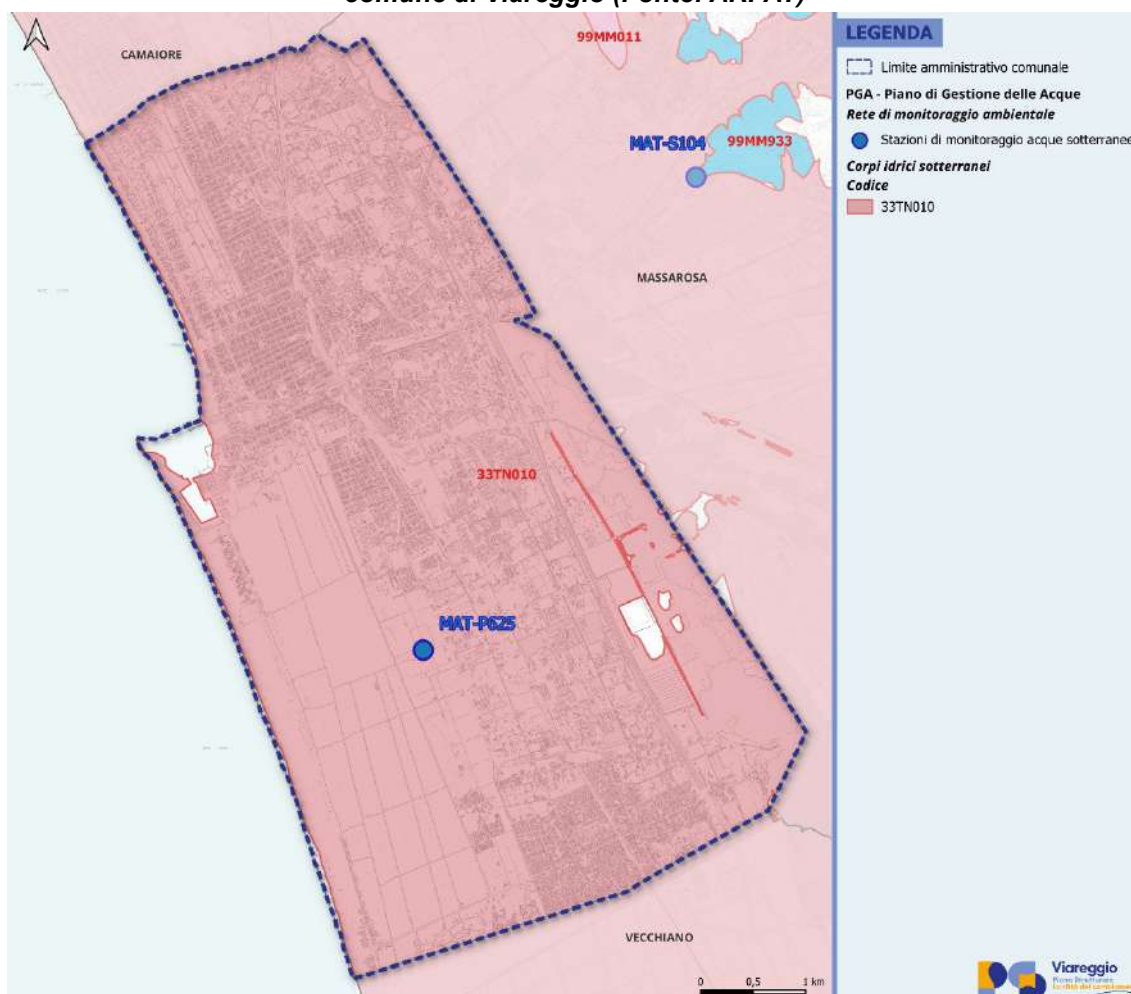 comune di Viareggio (Fonte: ARPAT)
CAMAIORE
99MM011
MAT-S104
99MM933
MASSAROSA
33TN010
MAT-P625
VECCHIANO
0 0,5 1 km
LEGENDA
Limite amministrativo comunale
PGA - Piano di Gestione delle Acque
Rete di monitoraggio ambientale
Stazioni di monitoraggio acque sotterranee
Corpi idrici sotterranei
Codice
33TN010
Viareggio
Piano Strutturale